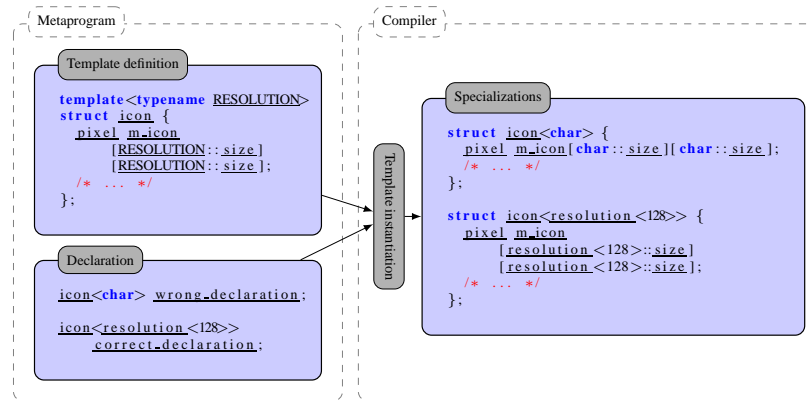 Metaprogram
Template definition
template<typename RESOLUTION>
struct icon {
pixel m_icon
[RESOLUTION::size]
[RESOLUTION::size];
/* ... */
};
Declaration
icon<char> wrong_declaration;
icon<resolution<128>>
correct_declaration;
Template instantiation
Compiler
Specializations
struct icon<char> {
pixel m_icon[char::size][char::size];
/* ... */
};
struct icon<resolution<128>> {
pixel m_icon
[resolution<128>::size]
[resolution<128>::size];
/* ... */
};